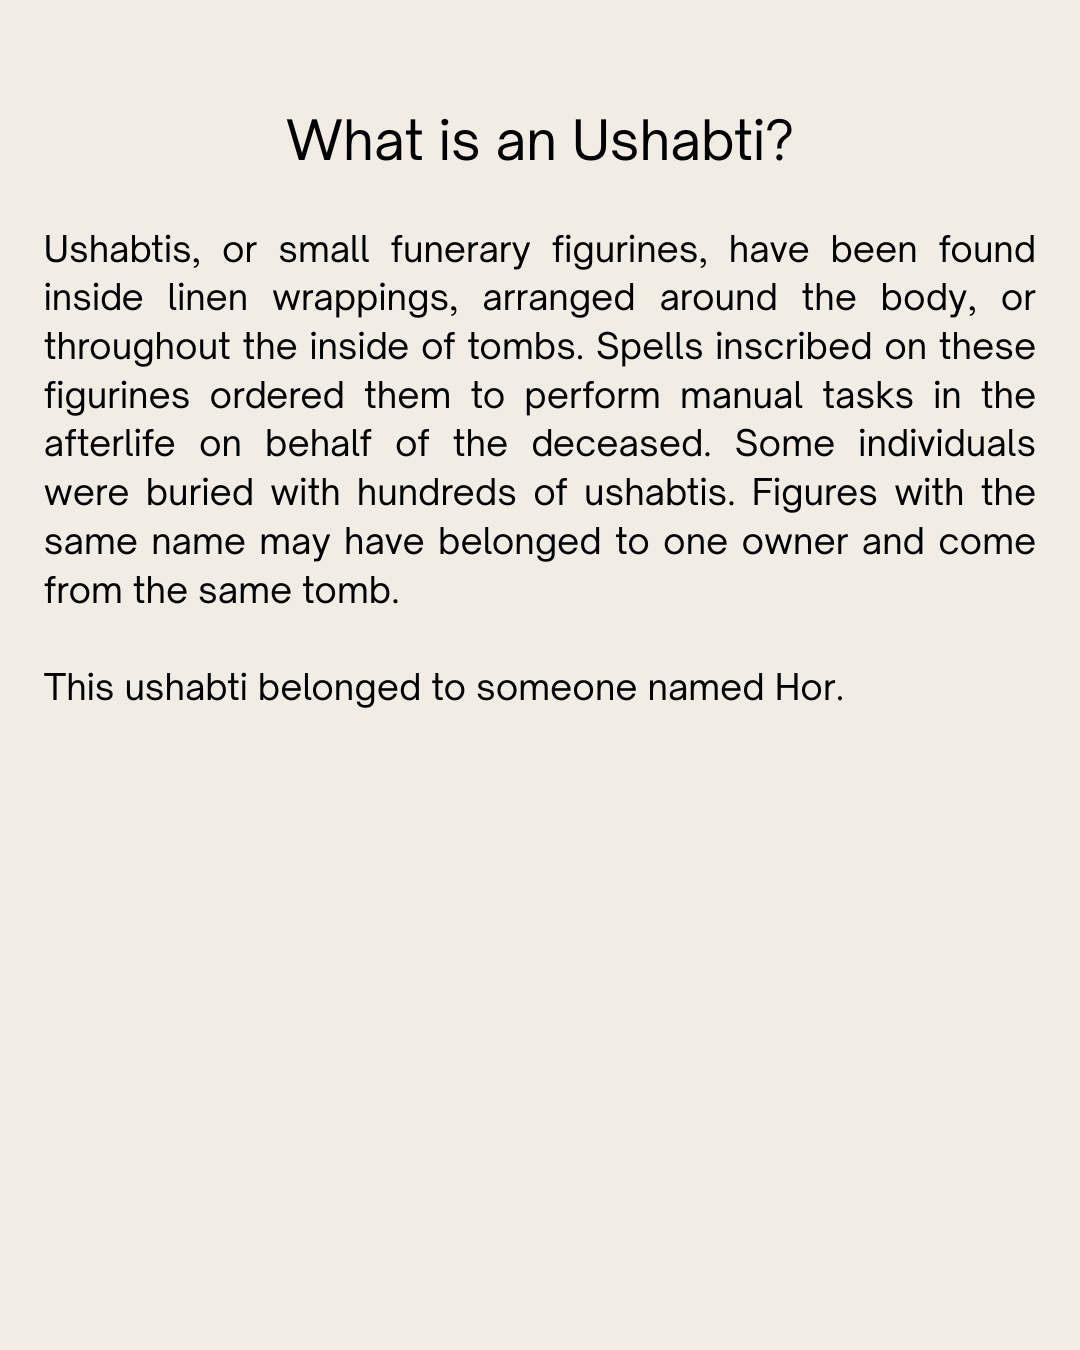 What is an Ushabti?
Ushabtis, or small funerary figurines, have been found
inside linen wrappings, arranged around the body, or
throughout the inside of tombs. Spells inscribed on these
figurines ordered them to perform manual tasks in the
afterlife on behalf of the deceased. Some individuals
were buried with hundreds of ushabtis. Figures with the
same name may have belonged to one owner and come
from the same tomb.
This ushabti belonged to someone named Hor.